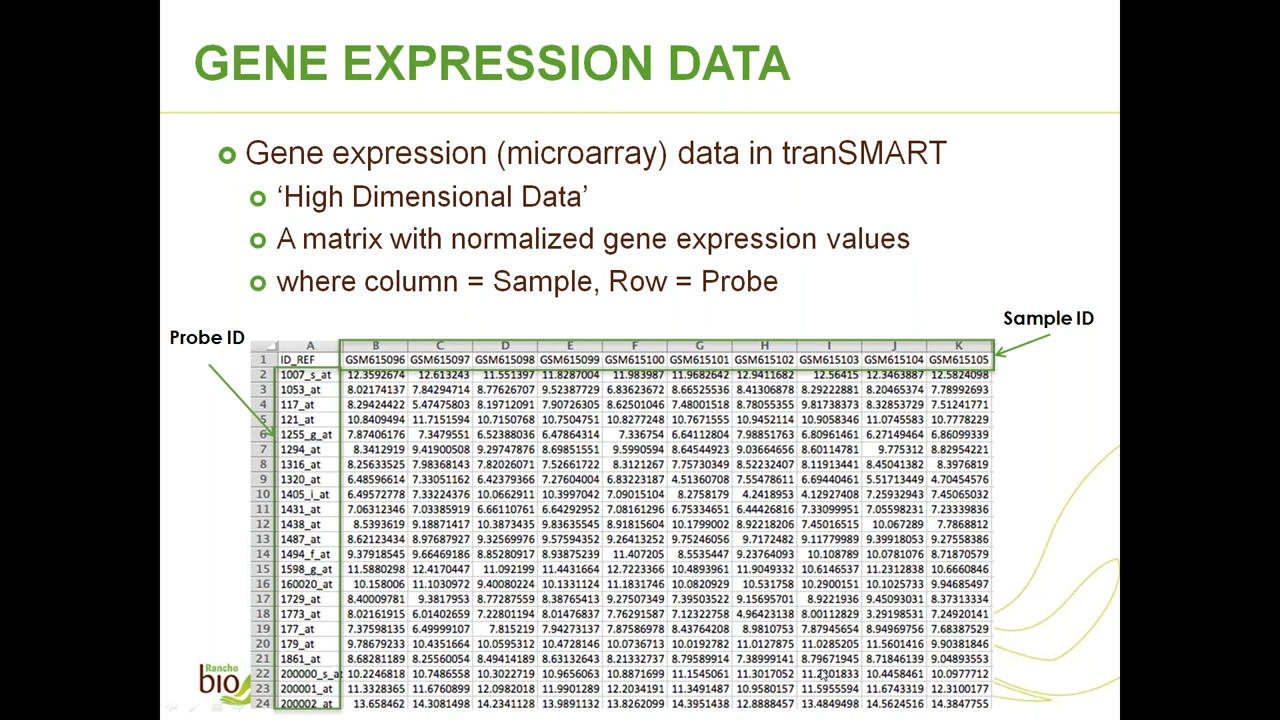 GENE EXPRESSION DATA
Gene expression (microarray) data in tranSMART
‘High Dimensional Data’
A matrix with normalized gene expression values
where column = Sample, Row = Probe
Probe ID
Sample ID
A B C D E F G H I J K
1 ID_REF GSM615096 GSM615097 GSM615098 GSM615099 GSM615100 GSM615101 GSM615102 GSM615103 GSM615104 GSM615105
2 1007_s_at 12.3592674 12.613243 11.551397 11.8287004 11.983987 11.9682642 12.9411682 12.56415 12.3463887 12.5824098
3 1053_at 8.02174137 7.84294714 8.77626707 9.52387729 6.83623672 8.66525536 8.41306878 8.29222881 8.20465374 7.78992693
4 117_at 8.29424422 5.47475803 8.19712091 7.90726305 8.62501046 7.48001518 8.78055355 9.81738373 8.32853729 7.51241771
5 121_at 10.8409494 11.7151594 10.7150768 10.7504751 10.8277248 10.7671565 10.9452114 10.9058346 11.0745583 10.7778229
6 1255_g_at 7.87406176 7.3479551 6.52388036 6.47864314 7.336754 6.64112804 7.98851763 6.80961461 6.27149464 6.86099339
7 1294_at 8.3412919 9.41900508 9.29747876 8.69851551 9.5990594 8.64544923 9.03664656 8.60114781 9.775312 8.82954221
8 1316_at 8.25633525 7.98368143 7.82026071 7.52661722 8.3121267 7.75730349 8.52232407 8.11913441 8.45041382 8.3976819
9 1320_at 6.48596614 7.33051162 6.42379366 7.27604004 6.83223187 4.51360708 7.55478611 6.69440461 5.51713449 4.70454576
10 1405_i_at 6.49572778 7.33224376 10.0662911 10.3997042 7.09015104 8.2758179 4.2418953 4.12927408 7.25932943 7.45065032
11 1431_at 7.06312346 7.03385919 6.66110761 6.64292952 7.08161296 6.75334651 6.44426816 7.33099951 7.05598231 7.23339836
12 1438_at 8.5393619 9.18871417 10.3873435 9.83635545 8.91815604 10.1799002 8.92218206 7.45016515 10.067289 7.7868812
13 1487_at 8.62123434 8.97687927 9.32569976 9.57594352 9.26413252 9.75246056 9.7172482 9.11779989 9.39918053 9.27558386
14 1494_f_at 9.37918545 9.66469186 8.85280917 8.93875239 11.407205 8.5535447 9.23764093 10.108789 10.0781076 8.71870579
15 1598_g_at 11.5880298 12.4170447 11.092199 11.4431664 12.7223366 10.4893961 11.9049332 10.6146537 11.2312838 10.6660846
16 160020_at 10.158006 11.1030972 9.40080224 10.1331124 11.1831746 10.0820929 10.531758 10.2900151 10.1025733 9.94685497
17 1729_at 8.40009781 9.3817953 8.77287559 8.38765413 9.27507349 7.39503522 9.15695701 8.9221936 9.45093031 8.37313334
18 1773_at 8.02161915 6.01402659 7.22801194 8.01476837 7.76291587 7.12322758 4.96423138 8.00112829 3.29198531 7.24920141
19 177_at 7.37598135 6.49999107 7.815219 7.94273137 7.87586978 8.43764208 8.9810753 7.87945654 8.94969756 7.68387529
20 179_at 9.78679233 10.4351664 10.0595312 10.4728146 10.0736713 10.0192782 11.0127875 11.0285205 11.5601416 9.90381846
21 1861_at 8.68281189 8.25560054 8.49414189 8.63132643 8.21332737 8.79589914 7.38999141 8.79671945 8.71846139 9.04893553
22 200000_s_at 10.2246818 10.7486558 10.3022719 10.9656063 10.8871699 11.1545061 11.3017052 10.4458461 10.0977712
23 200001_at 11.3328365 11.6760899 12.0982018 11.9901289 12.2034191 11.3491487 10.9580157 11.5955594 11.6743319 12.3100177
24 200002_at 13.658462 14.3081498 14.2341128 13.9891132 13.8262099 14.3951438 12.8888457 13.4849498 14.5624516 14.3847755
Rancho
bio